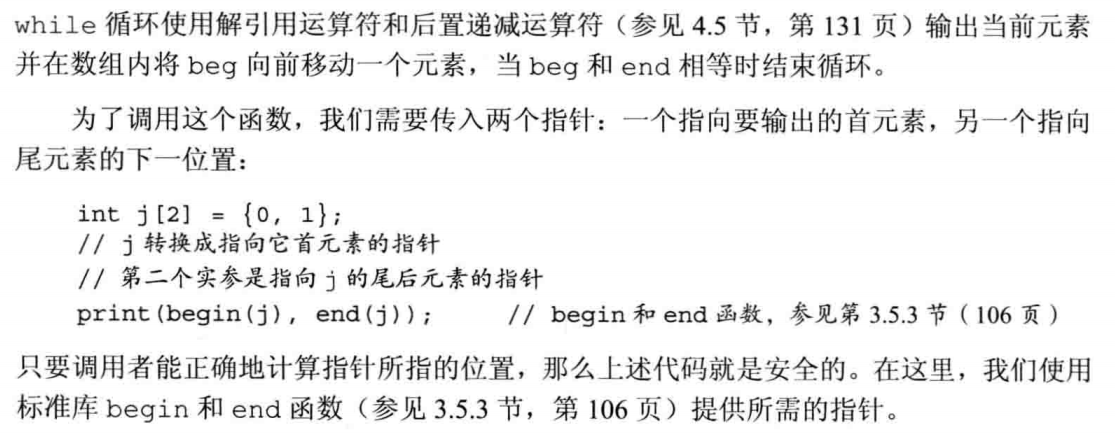 while 循环使用解引用运算符和后置递减运算符（参见 4.5 节，第 131 页）输出当前元素
并在数组内将 beg 向前移动一个元素，当 beg 和 end 相等时结束循环。
为了调用这个函数，我们需要传入两个指针：一个指向要输出的首元素，另一个指向
尾元素的下一位置：
int j[2] = {0, 1};
// j 转换成指向它首元素的指针
// 第二个实参是指向 j 的尾后元素的指针
print(begin(j), end(j)); // begin 和 end 函数，参见第 3.5.3 节（106 页）
只要调用者能正确地计算指针所指的位置，那么上述代码就是安全的。在这里，我们使用
标准库 begin 和 end 函数（参见 3.5.3 节，第 106 页）提供所需的指针。